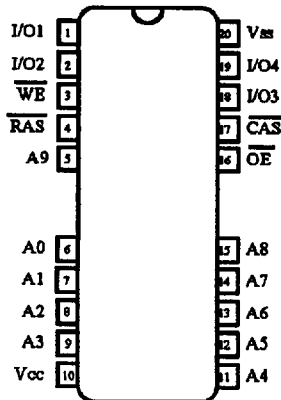 I/O1 1 20 Vss
I/O2 2 19 I/O4
WE 3 18 I/O3
RAS 4 17 CAS
A9 5 16 OE
A0 6 15 A8
A1 7 14 A7
A2 8 13 A6
A3 9 12 A5
Vcc 10 11 A4